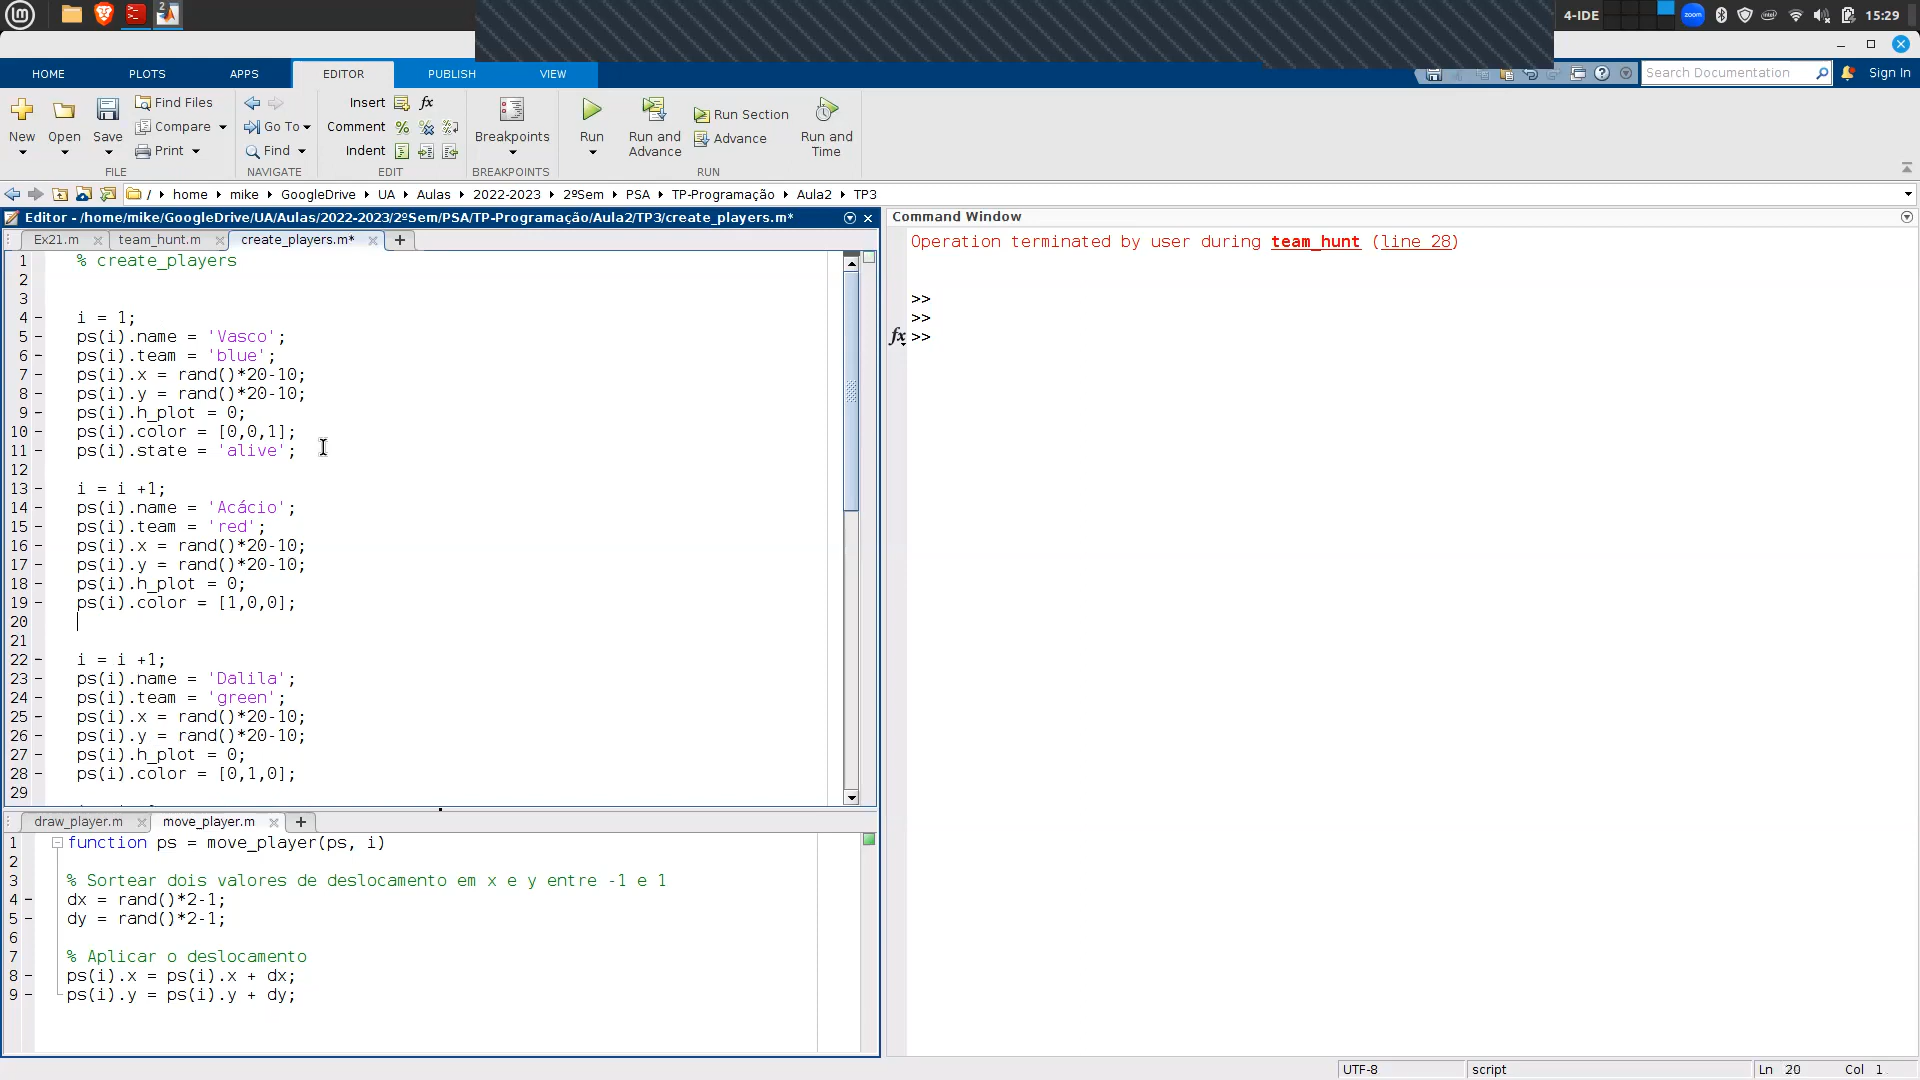 4-IDE
zoom
15:29
HOME
PLOTS
APPS
EDITOR
PUBLISH
VIEW
Search Documentation
Sign In
New
Open
Save
Find Files
Compare
Print
FILE
Go To
Find
NAVIGATE
Insert
fx
Comment
Indent
EDIT
Breakpoints
BREAKPOINTS
Run
Run and
Advance
Run Section
Advance
Run and
Time
RUN
/ home mike GoogleDrive UA Aulas 2022-2023 2ºSem PSA TP-Programação Aula2 TP3
Editor - /home/mike/GoogleDrive/UA/Aulas/2022-2023/2ºSem/PSA/TP-Programação/Aula2/TP3/create_players.m*
Ex21.m
team_hunt.m
create_players.m*
1 % create_players
2
3
4 i = 1;
5 ps(i).name = 'Vasco';
6 ps(i).team = 'blue';
7 ps(i).x = rand()*20-10;
8 ps(i).y = rand()*20-10;
9 ps(i).h_plot = 0;
10 ps(i).color = [0,0,1];
11 ps(i).state = 'alive';
12
13 i = i +1;
14 ps(i).name = 'Acácio';
15 ps(i).team = 'red';
16 ps(i).x = rand()*20-10;
17 ps(i).y = rand()*20-10;
18 ps(i).h_plot = 0;
19 ps(i).color = [1,0,0];
20
21
22 i = i +1;
23 ps(i).name = 'Dalila';
24 ps(i).team = 'green';
25 ps(i).x = rand()*20-10;
26 ps(i).y = rand()*20-10;
27 ps(i).h_plot = 0;
28 ps(i).color = [0,1,0];
29
draw_player.m
move_player.m
1 function ps = move_player(ps, i)
2
3 % Sortear dois valores de deslocamento em x e y entre -1 e 1
4 dx = rand()*2-1;
5 dy = rand()*2-1;
6
7 % Aplicar o deslocamento
8 ps(i).x = ps(i).x + dx;
9 ps(i).y = ps(i).y + dy;
Command Window
Operation terminated by user during team_hunt (line 28)
>>
>>
fx >>
UTF-8
script
Ln 20 Col 1